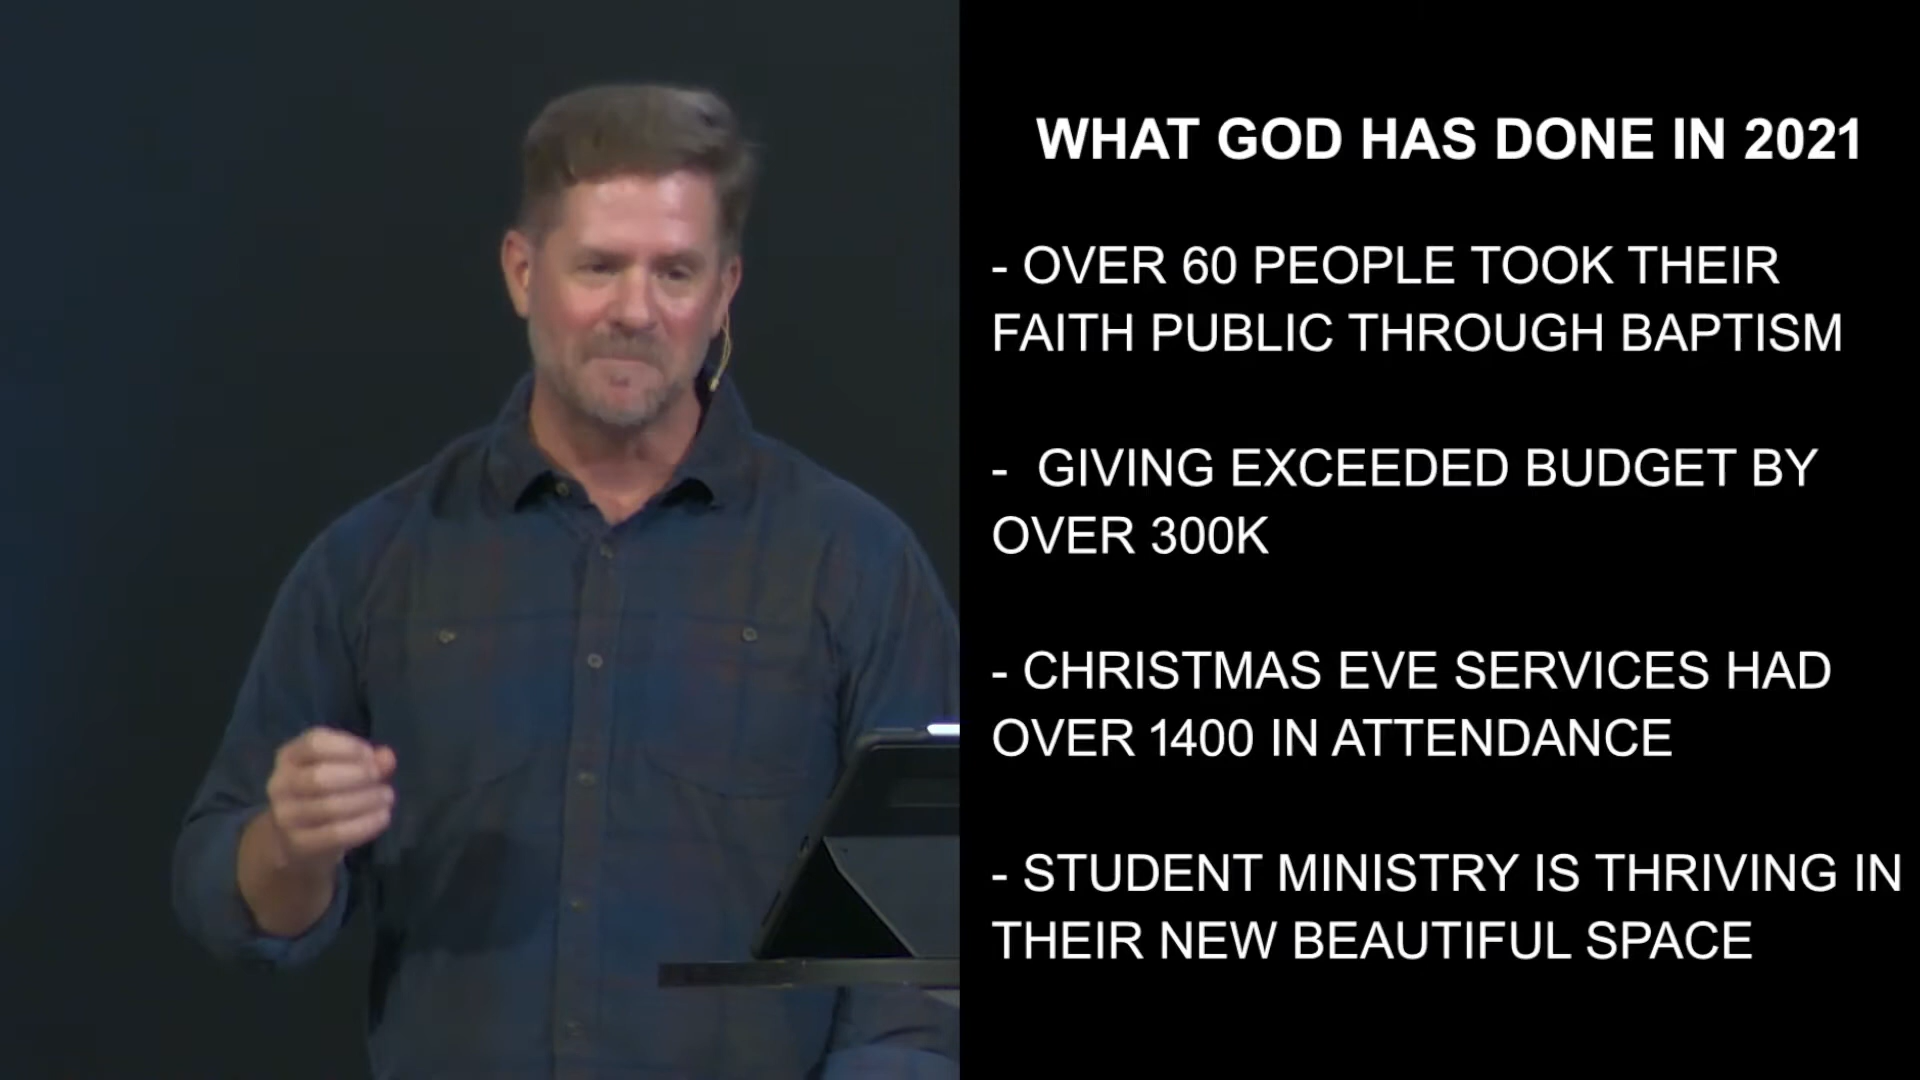 WHAT GOD HAS DONE IN 2021
- OVER 60 PEOPLE TOOK THEIR
FAITH PUBLIC THROUGH BAPTISM
-  GIVING EXCEEDED BUDGET BY
OVER 300K
- CHRISTMAS EVE SERVICES HAD
OVER 1400 IN ATTENDANCE
- STUDENT MINISTRY IS THRIVING IN
THEIR NEW BEAUTIFUL SPACE